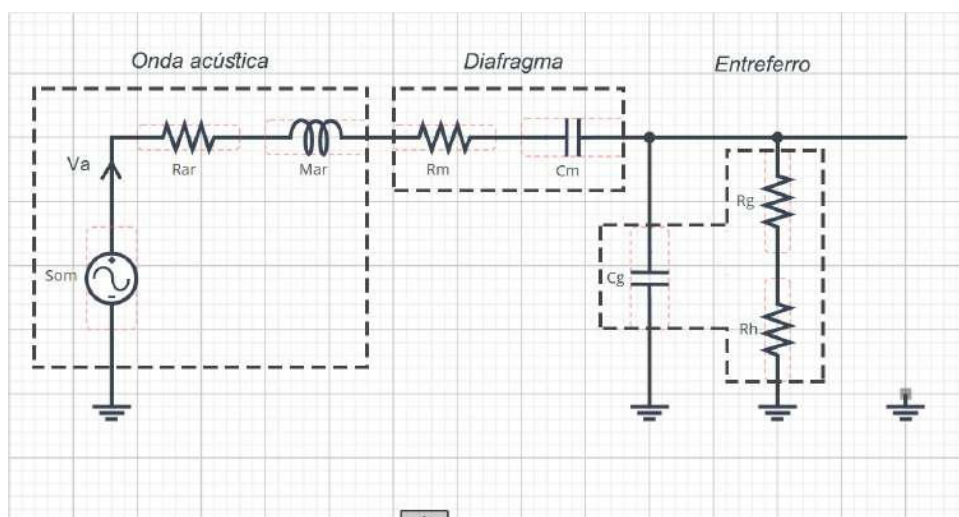 Onda acústica
Diafragma
Entreferro
Va
Rar
Mar
Rm
Cm
Rg
Som
Cg
Rh